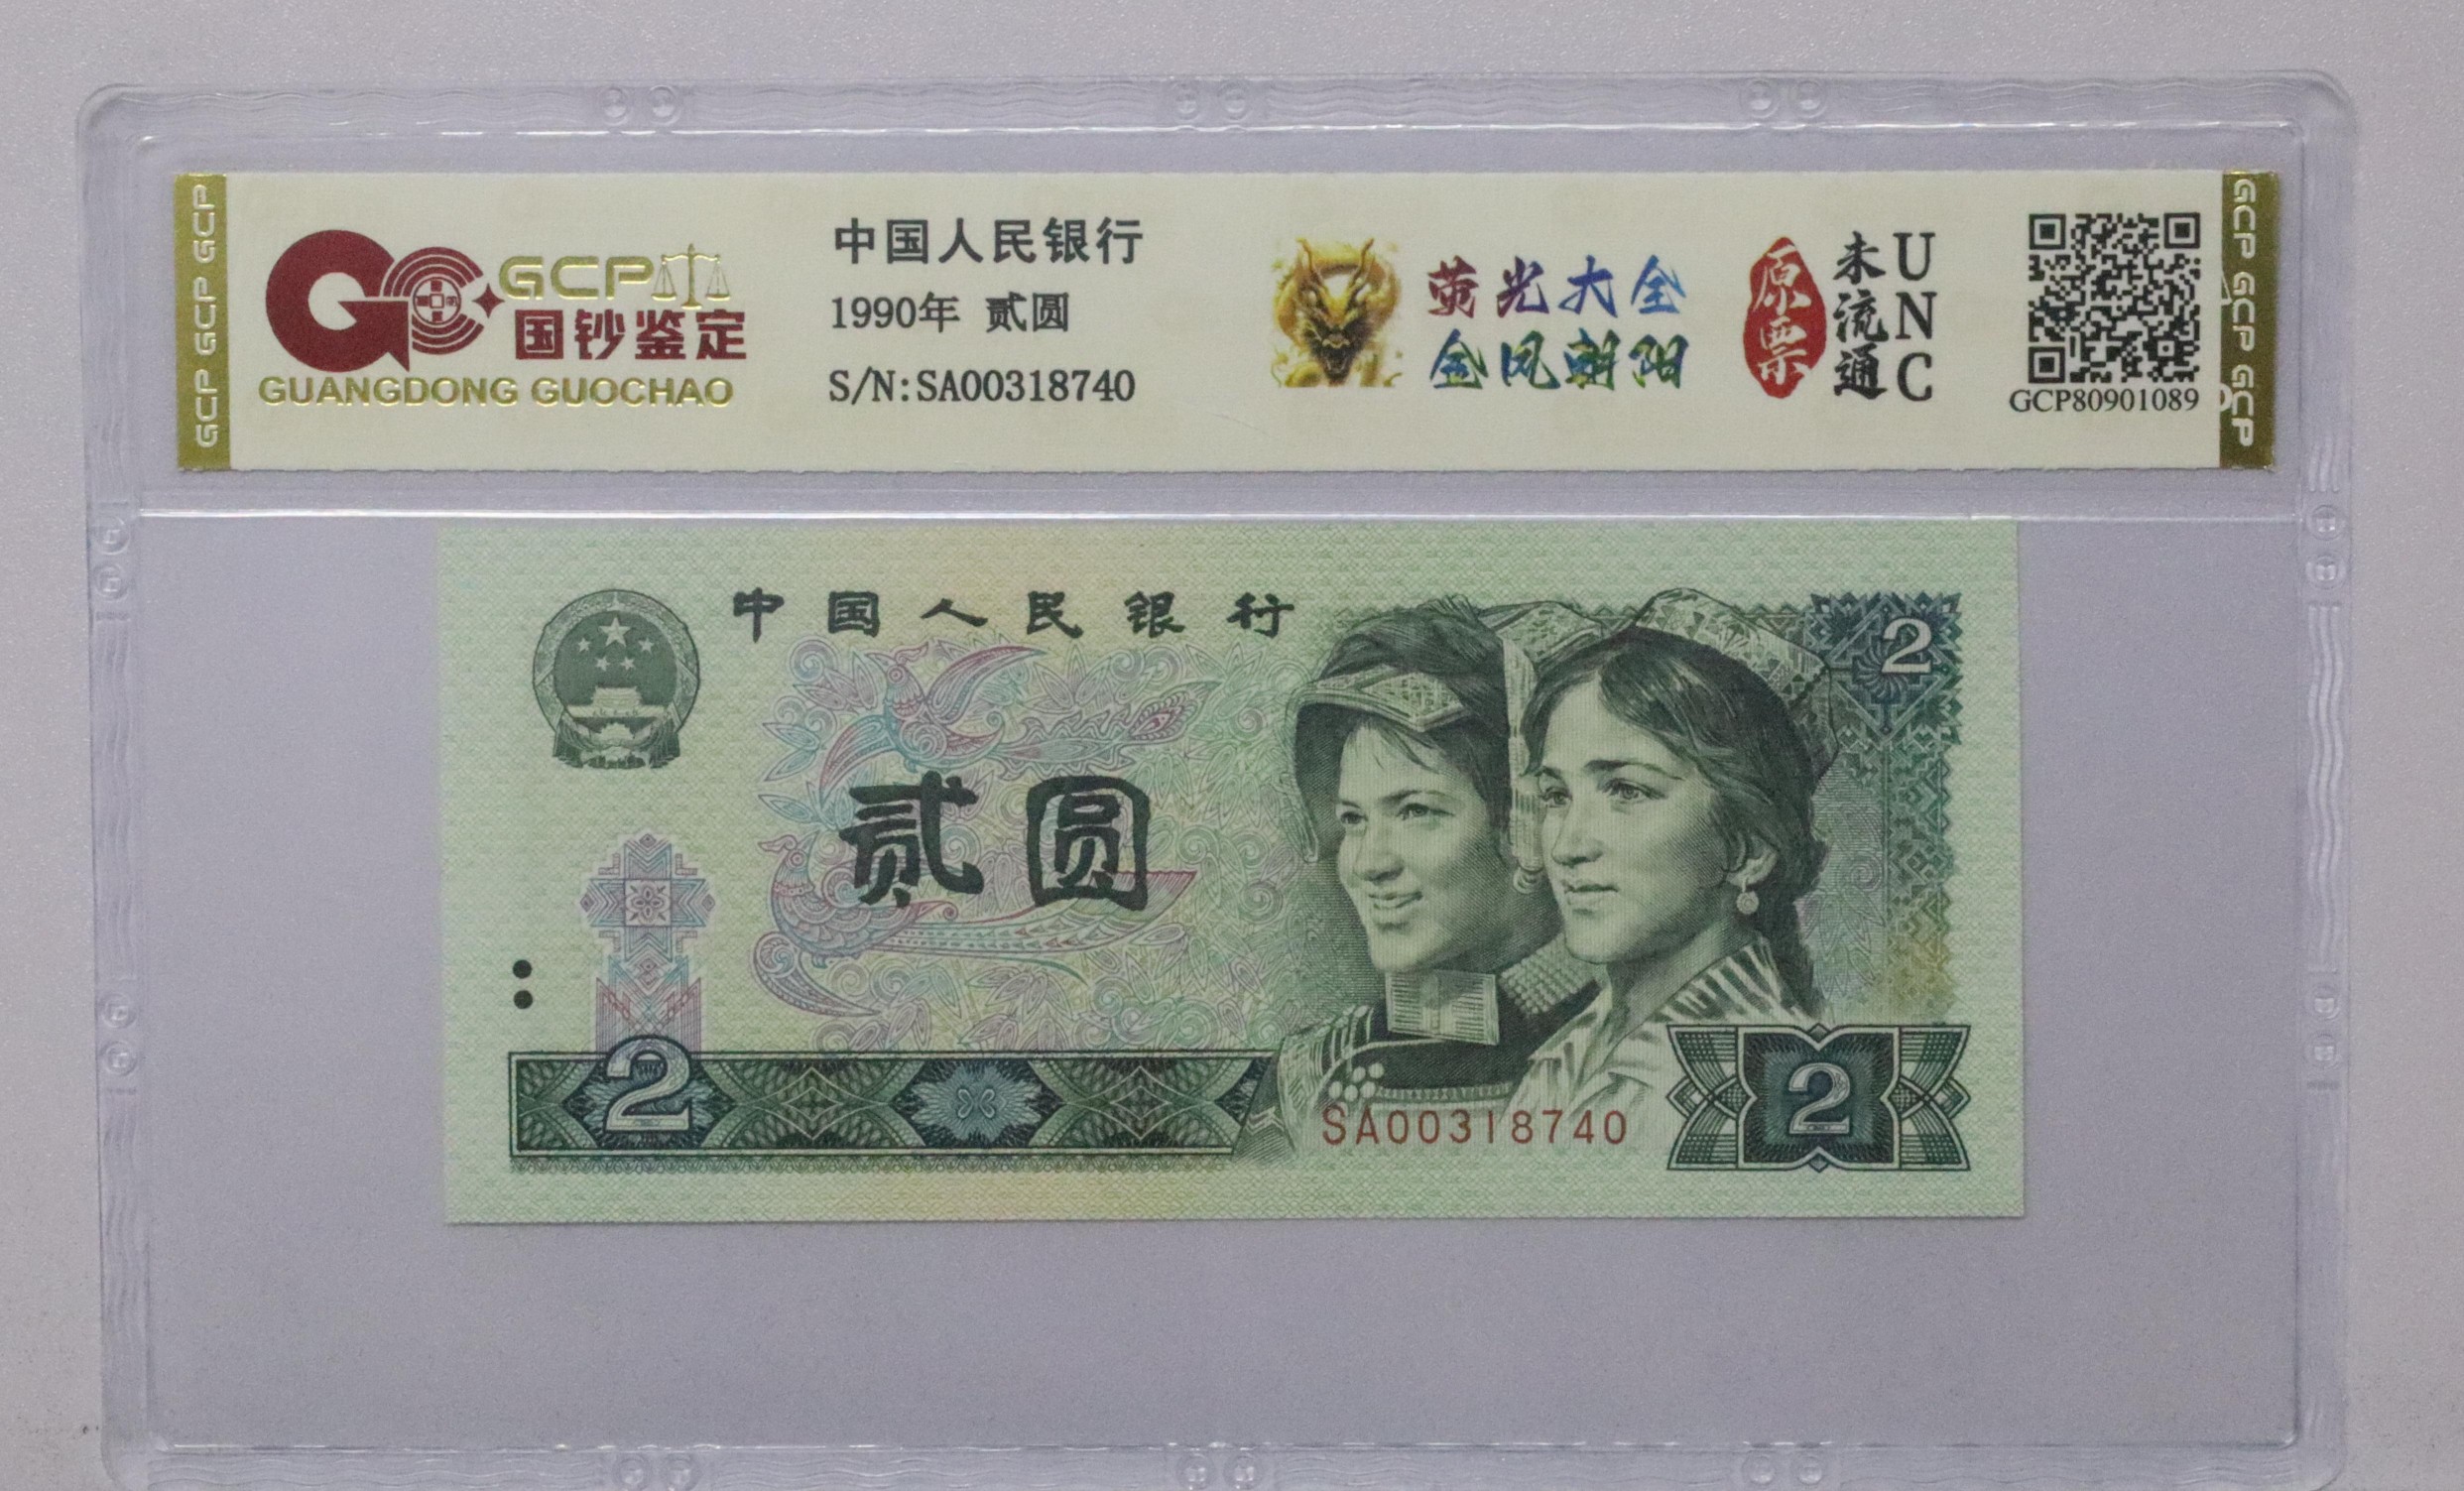 GCP GCP GCP
GCP
国钞鉴定
GUANGDONG GUOCHAO
中国人民银行
1990年 贰圆
S/N:SA00318740
荧光大全
金凤朝阳
原票
未流通
UNC
GCP80901089
GCP GCP GCP
中国人民银行
2
贰圆
2
SA00318740
2